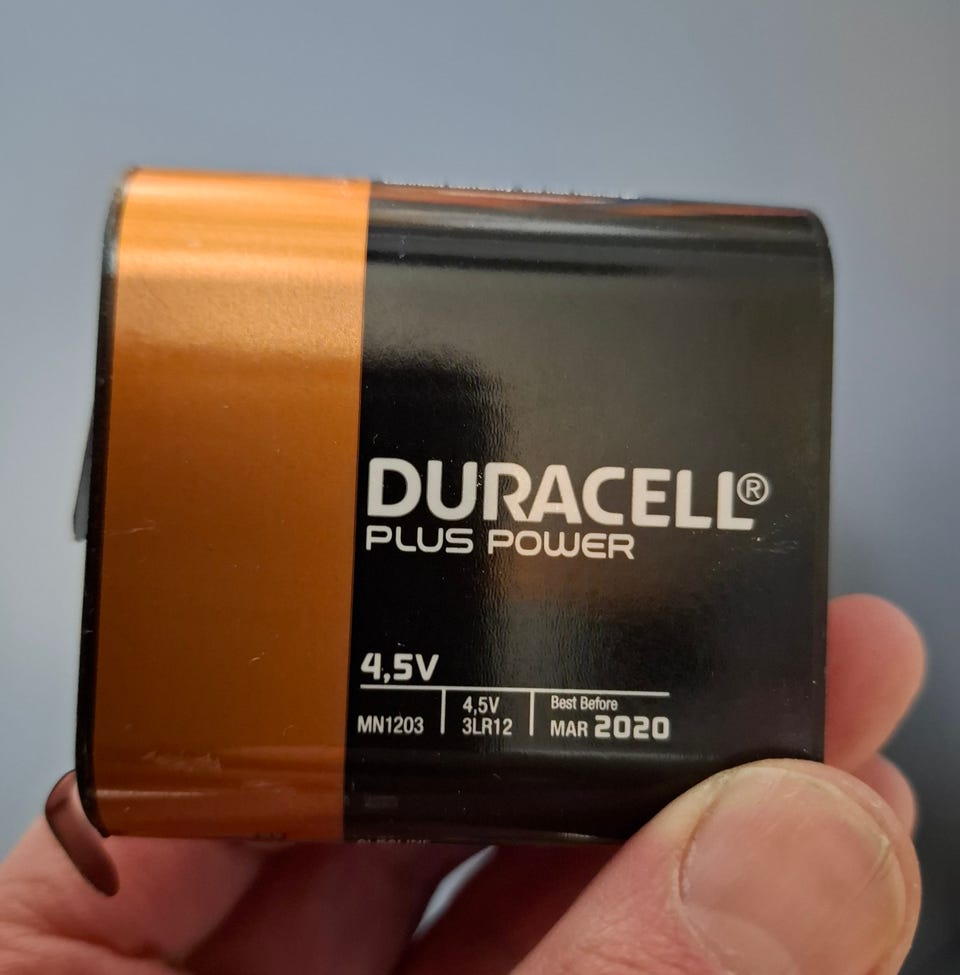 DURACELL®
PLUS POWER
4,5V
MN1203
4,5V
3LR12
Best Before
MAR 2020